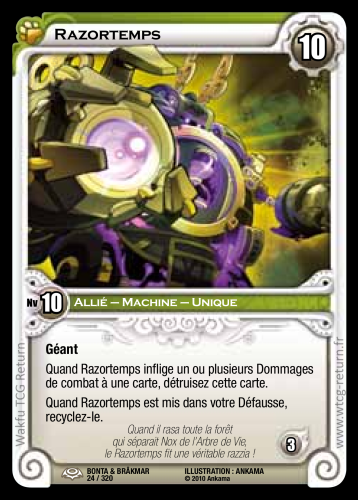 RAZORTEMPS
10
Nv 10 ALLIÉ – MACHINE – UNIQUE
Géant
Quand Razortemps inflige un ou plusieurs Dommages
de combat à une carte, détruisez cette carte.
Quand Razortemps est mis dans votre Défausse,
recyclez-le.
Quand il rasa toute la forêt
qui séparait Nox de l'Arbre de Vie,
le Razortemps fit une véritable razzia !
3
BONTA & BRÂKMAR
24 / 320
ILLUSTRATION : ANKAMA
© 2010 Ankama
Wakfu TCG Return
www.wtcg-return.fr